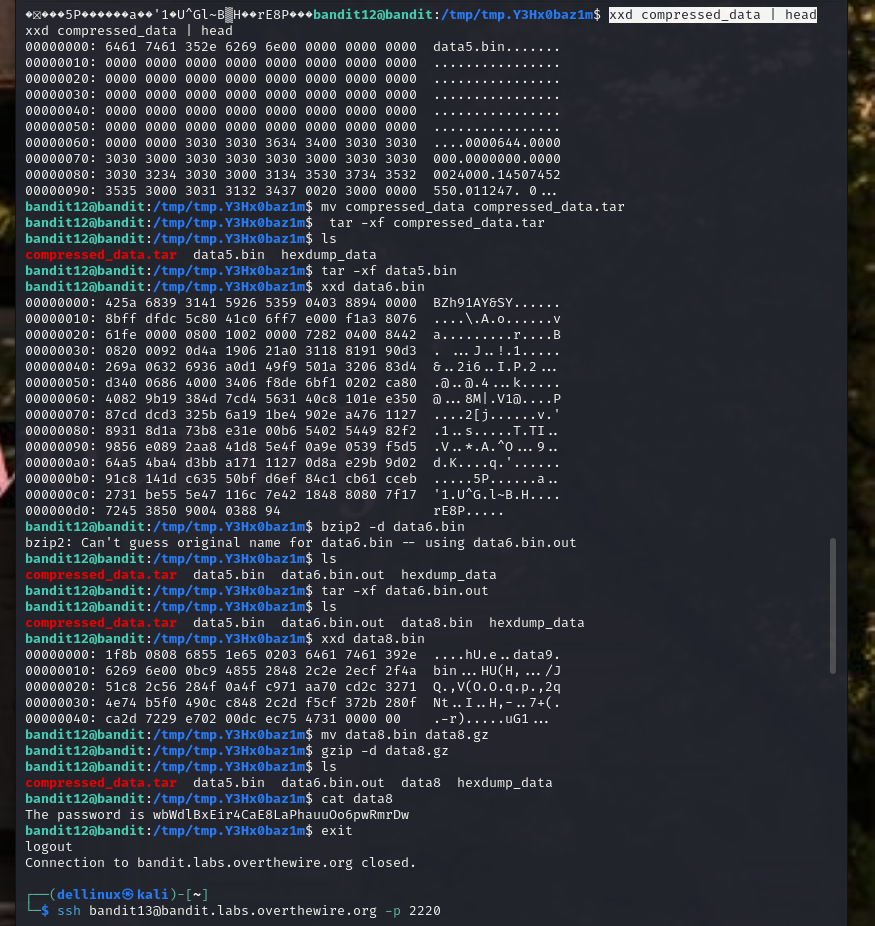 �☒���5P������a��'1�U^Gl~B▒H��rE8P���bandit12@bandit:/tmp/tmp.Y3Hx0baz1m$ xxd compressed_data | head
xxd compressed_data | head
00000000: 6461 7461 352e 6269 6e00 0000 0000 0000  data5.bin.......
00000010: 0000 0000 0000 0000 0000 0000 0000 0000  ................
00000020: 0000 0000 0000 0000 0000 0000 0000 0000  ................
00000030: 0000 0000 0000 0000 0000 0000 0000 0000  ................
00000040: 0000 0000 0000 0000 0000 0000 0000 0000  ................
00000050: 0000 0000 0000 0000 0000 0000 0000 0000  ................
00000060: 0000 0000 3030 3030 3634 3400 3030 3030  ....0000644.0000
00000070: 3030 3000 3030 3030 3030 3000 3030 3030  000.0000000.0000
00000080: 3030 3234 3030 3000 3134 3530 3734 3532  0024000.14507452
00000090: 3535 3000 3031 3132 3437 0020 3000 0000  550.011247. 0...
bandit12@bandit:/tmp/tmp.Y3Hx0baz1m$ mv compressed_data compressed_data.tar
bandit12@bandit:/tmp/tmp.Y3Hx0baz1m$  tar -xf compressed_data.tar
bandit12@bandit:/tmp/tmp.Y3Hx0baz1m$ ls
compressed_data.tar  data5.bin  hexdump_data
bandit12@bandit:/tmp/tmp.Y3Hx0baz1m$ tar -xf data5.bin
bandit12@bandit:/tmp/tmp.Y3Hx0baz1m$ xxd data6.bin
00000000: 425a 6839 3141 5926 5359 0403 8894 0000  BZh91AY&SY......
00000010: 8bff dfdc 5c80 41c0 6ff7 e000 f1a3 8076  ....\.A.o......v
00000020: 61fe 0000 0800 1002 0000 7282 0400 8442  a.........r....B
00000030: 0820 0092 0d4a 1906 21a0 3118 8191 90d3  . ...J..!.1.....
00000040: 269a 0632 6936 a0d1 49f9 501a 3206 83d4  &..2i6..I.P.2...
00000050: d340 0686 4000 3406 f8de 6bf1 0202 ca80  .@..@.4...k.....
00000060: 4082 9b19 384d 7cd4 5631 40c8 101e e350  @...8M|.V1@....P
00000070: 87cd dcd3 325b 6a19 1be4 902e a476 1127  ....2[j......v.'
00000080: 8931 8d1a 73b8 e31e 00b6 5402 5449 82f2  .1..s.....T.TI..
00000090: 9856 e089 2aa8 41d8 5e4f 0a9e 0539 f5d5  .V..*.A.^O...9..
000000a0: 64a5 4ba4 d3bb a171 1127 0d8a e29b 9d02  d.K....q.'......
000000b0: 91c8 141d c635 50bf d6ef 84c1 cb61 cceb  .....5P......a..
000000c0: 2731 be55 5e47 116c 7e42 1848 8080 7f17  '1.U^G.l~B.H....
000000d0: 7245 3850 9004 0388 94                   rE8P.....
bandit12@bandit:/tmp/tmp.Y3Hx0baz1m$ bzip2 -d data6.bin
bzip2: Can't guess original name for data6.bin -- using data6.bin.out
bandit12@bandit:/tmp/tmp.Y3Hx0baz1m$ ls
compressed_data.tar  data5.bin  data6.bin.out  hexdump_data
bandit12@bandit:/tmp/tmp.Y3Hx0baz1m$ tar -xf data6.bin.out
bandit12@bandit:/tmp/tmp.Y3Hx0baz1m$ ls
compressed_data.tar  data5.bin  data6.bin.out  data8.bin  hexdump_data
bandit12@bandit:/tmp/tmp.Y3Hx0baz1m$ xxd data8.bin
00000000: 1f8b 0808 6855 1e65 0203 6461 7461 392e  ....hU.e..data9.
00000010: 6269 6e00 0bc9 4855 2848 2c2e 2ecf 2f4a  bin...HU(H,.../J
00000020: 51c8 2c56 284f 0a4f c971 aa70 cd2c 3271  Q.,V(O.O.q.p.,2q
00000030: 4e74 b5f0 490c c848 2c2d f5cf 372b 280f  Nt..I..H,-..7+(.
00000040: ca2d 7229 e702 00dc ec75 4731 0000 00    .-r).....uG1...
bandit12@bandit:/tmp/tmp.Y3Hx0baz1m$ mv data8.bin data8.gz
bandit12@bandit:/tmp/tmp.Y3Hx0baz1m$ gzip -d data8.gz
bandit12@bandit:/tmp/tmp.Y3Hx0baz1m$ ls
compressed_data.tar  data5.bin  data6.bin.out  data8  hexdump_data
bandit12@bandit:/tmp/tmp.Y3Hx0baz1m$ cat data8
The password is wbWdlBxEir4CaE8LaPhauuOo6pwRmrDw
bandit12@bandit:/tmp/tmp.Y3Hx0baz1m$ exit
logout
Connection to bandit.labs.overthewire.org closed.
┌──(dellinux㉿kali)-[~]
└─$ ssh bandit13@bandit.labs.overthewire.org -p 2220